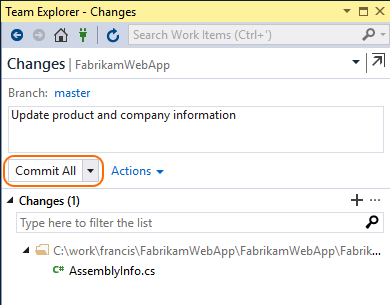 Team Explorer - Changes
Search Work Items (Ctrl+')
Changes | FabrikamWebApp
Branch: master
Update product and company information
Commit All
Actions
Changes (1)
Type here to filter the list
C:\work\francis\FabrikamWebApp\FabrikamWebApp\Fabrik...
C# AssemblyInfo.cs